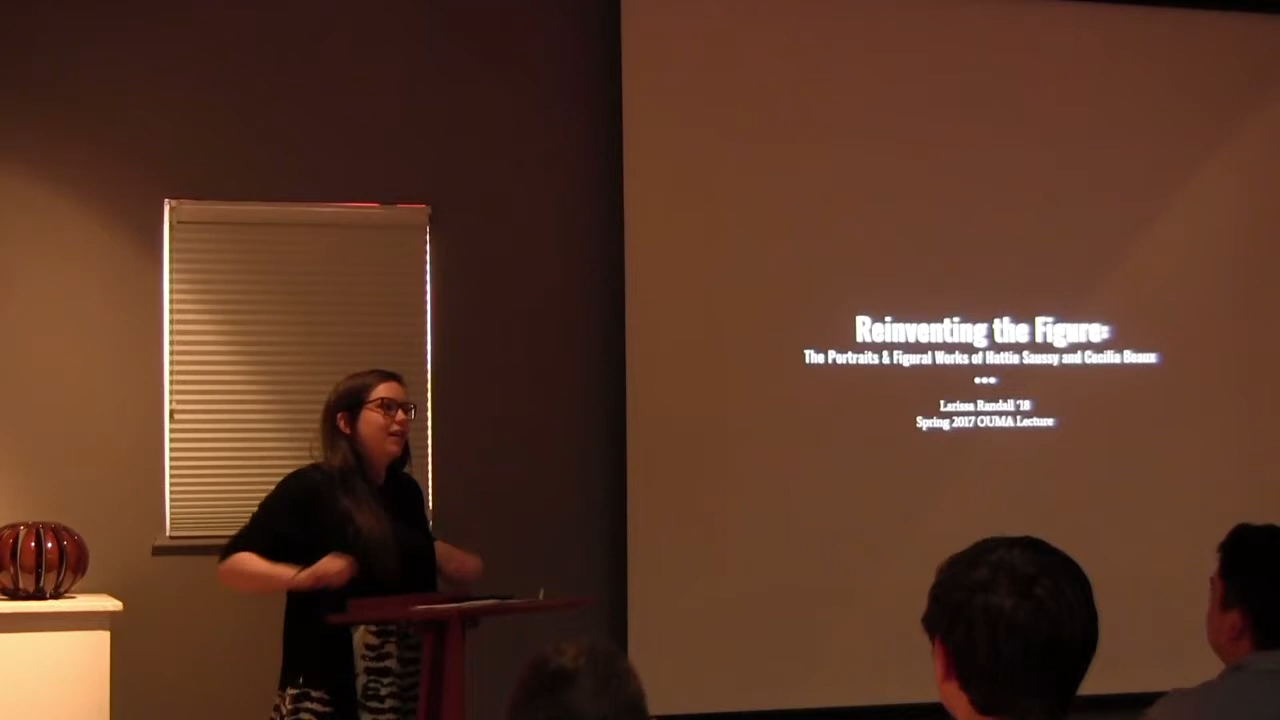 Reinventing the Figure:
The Portraits & Figural Works of Hattie Saussy and Cecilia Beaux
Larissa Randall '18
Spring 2017 OUMA Lecture